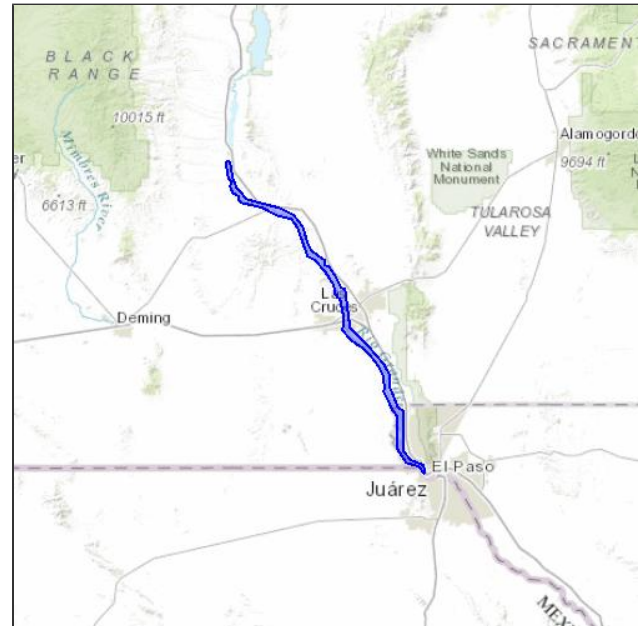 BLACK
RANGE
SACRAMENT
10015 ft
Mimbres River
6613 ft
White Sands
National
Monument
Alamogordo
9694 ft
TULAROSA
VALLEY
Deming
Las
Cruces
Rio Grande
El Paso
Juárez